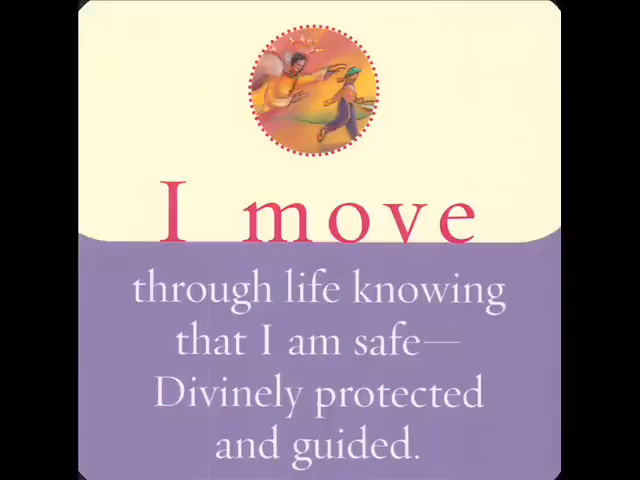 I move
through life knowing
that I am safe—
Divinely protected
and guided.